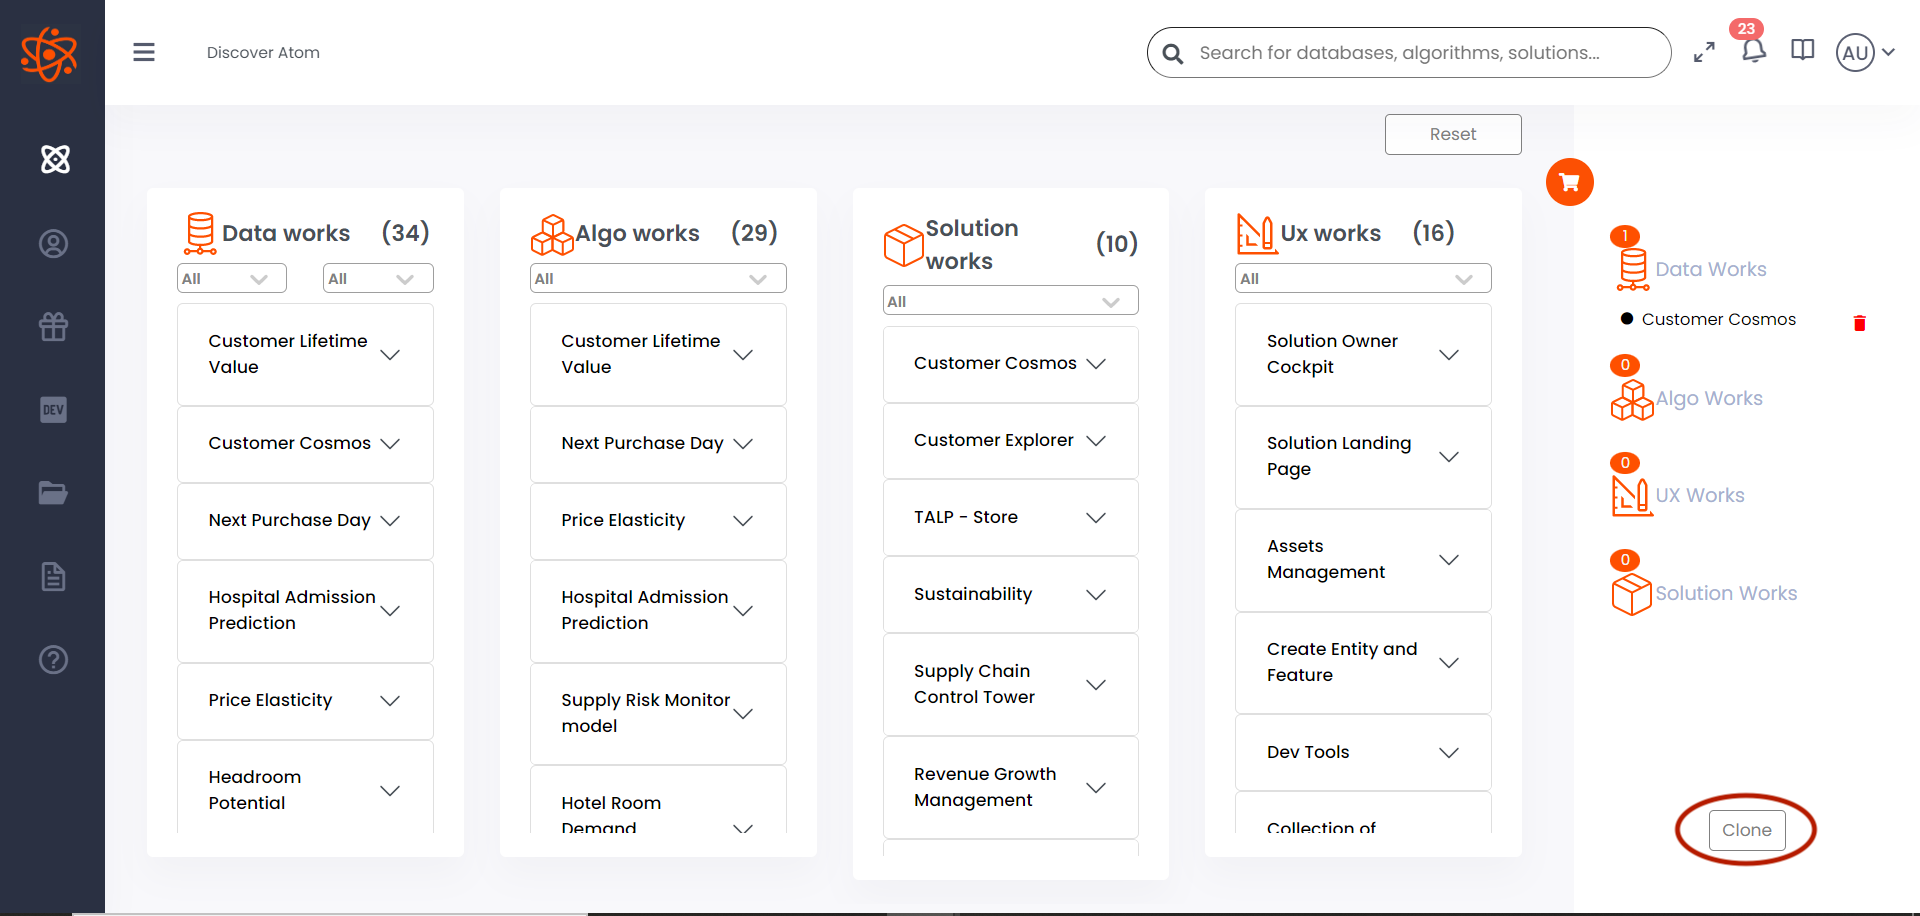 Discover Atom
Search for databases, algorithms, solutions...
23
AU
DEV
Reset
Data works (34)
All
All
Customer Lifetime
Value
Customer Cosmos
Next Purchase Day
Hospital Admission
Prediction
Price Elasticity
Headroom
Potential
Algo works (29)
All
Customer Lifetime
Value
Next Purchase Day
Price Elasticity
Hospital Admission
Prediction
Supply Risk Monitor
model
Hotel Room
Demand
Solution
works
(10)
All
Customer Cosmos
Customer Explorer
TALP - Store
Sustainability
Supply Chain
Control Tower
Revenue Growth
Management
Ux works (16)
All
Solution Owner
Cockpit
Solution Landing
Page
Assets
Management
Create Entity and
Feature
Dev Tools
Collection of
1
Data Works
Customer Cosmos
0
Algo Works
0
UX Works
0
Solution Works
Clone